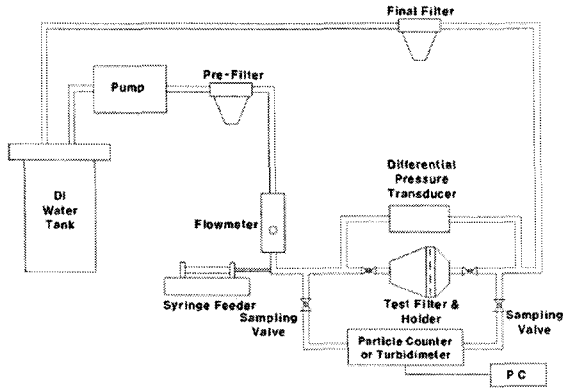 Final Filter
Pump
Pre-Filter
DI
Water
Tank
Differential
Pressure
Transducer
Flowmeter
Syringe Feeder
Sampling
Valve
Test Filter &
Holder
Sampling
Valve
Particle Counter
or Turbidimeter
PC